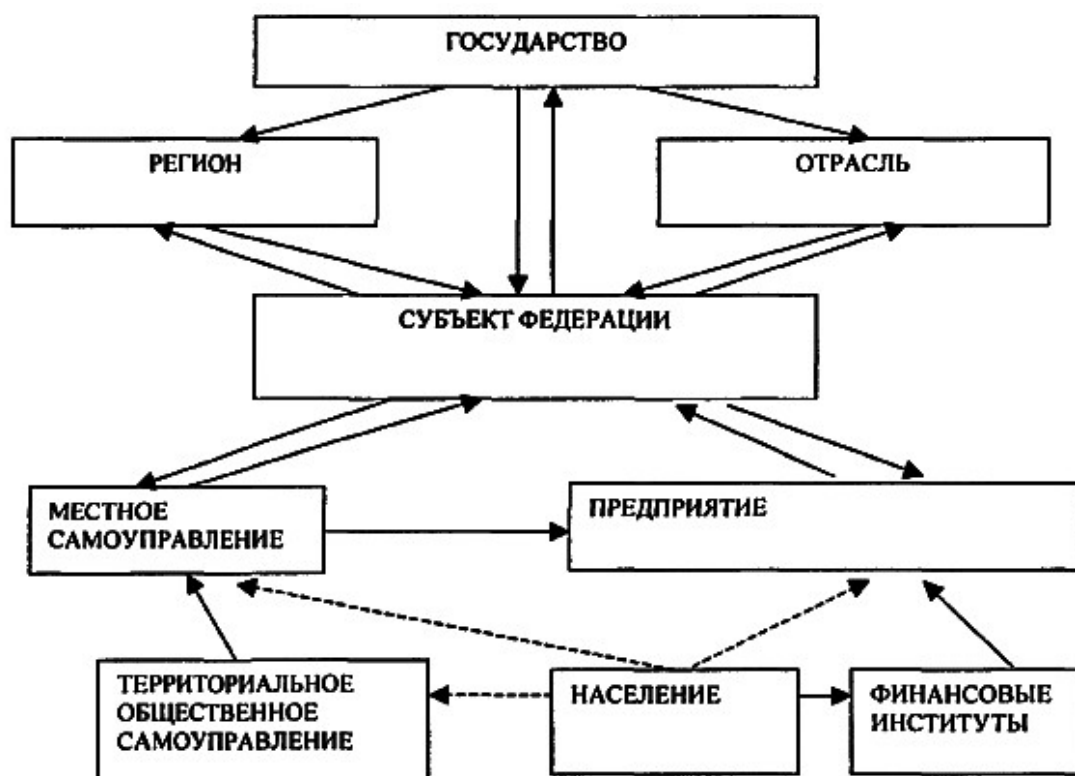 ГОСУДАРСТВО
РЕГИОН
ОТРАСЛЬ
СУБЪЕКТ ФЕДЕРАЦИИ
МЕСТНОЕ
САМОУПРАВЛЕНИЕ
ПРЕДПРИЯТИЕ
ТЕРРИТОРИАЛЬНОЕ
ОБЩЕСТВЕННОЕ
САМОУПРАВЛЕНИЕ
НАСЕЛЕНИЕ
ФИНАНСОВЫЕ
ИНСТИТУТЫ